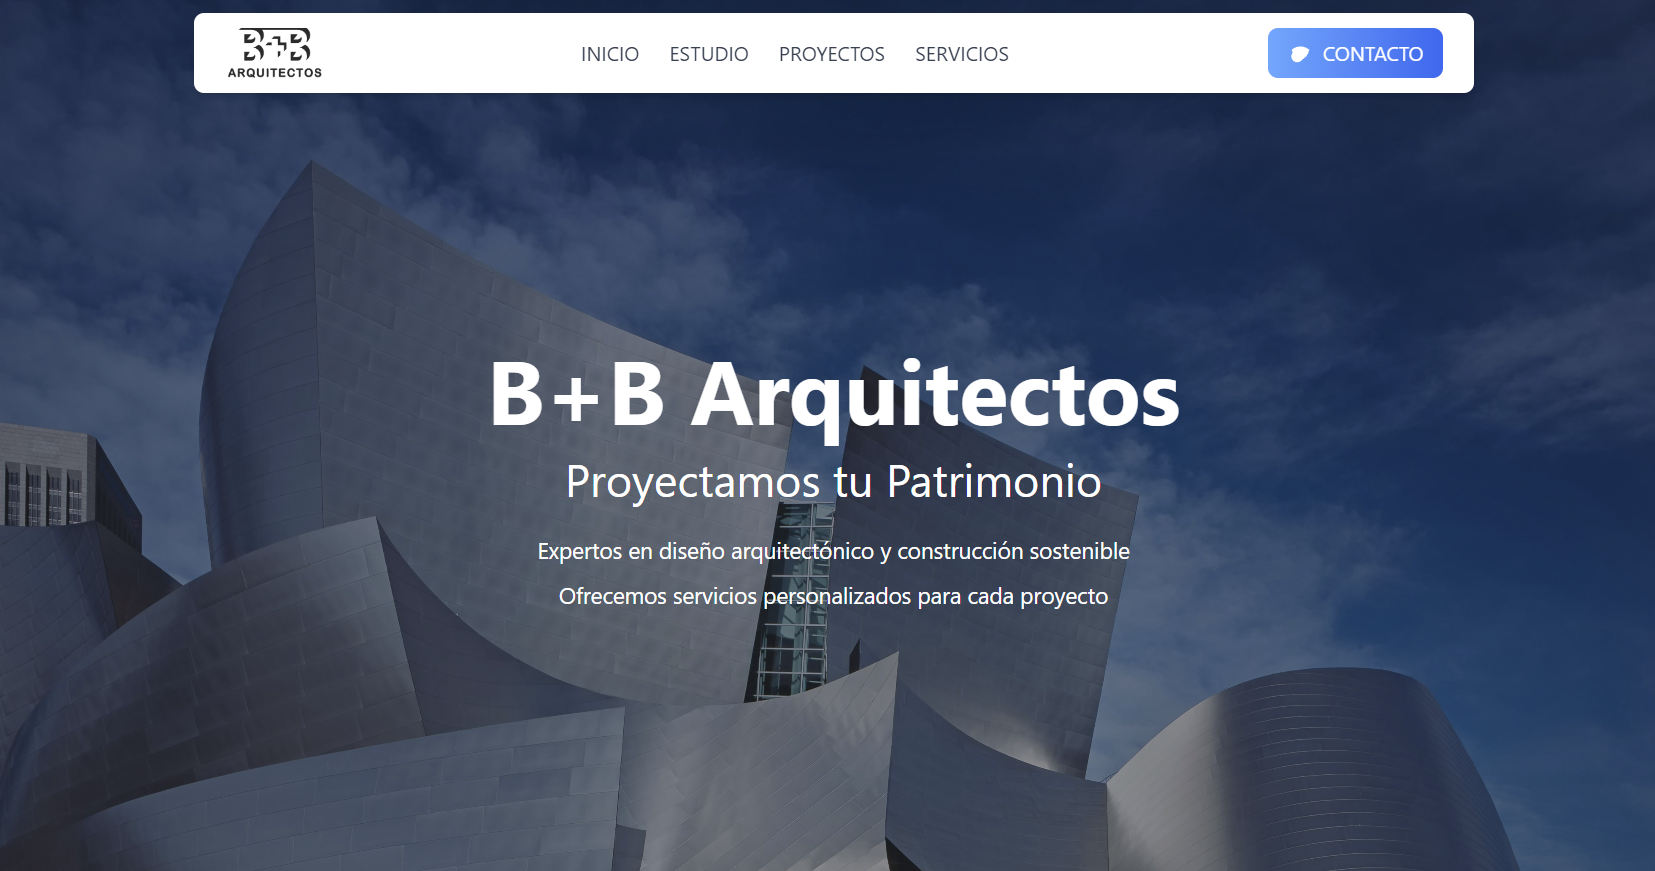 B+B
ARQUITECTOS
INICIO
ESTUDIO
PROYECTOS
SERVICIOS
CONTACTO
B+B Arquitectos
Proyectamos tu Patrimonio
Expertos en diseño arquitectónico y construcción sostenible
Ofrecemos servicios personalizados para cada proyecto